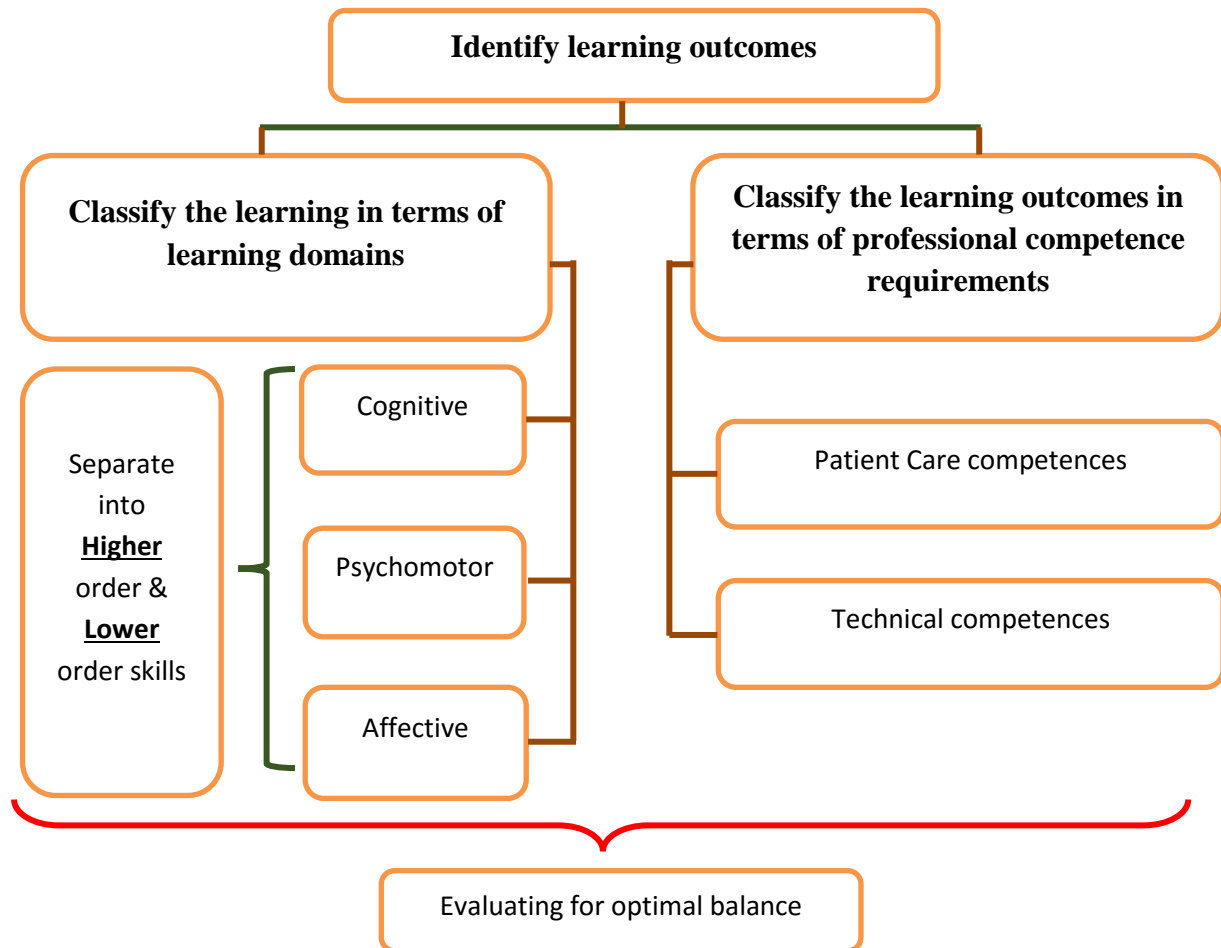 Identify learning outcomes
Classify the learning in terms of
learning domains
Classify the learning outcomes in
terms of professional competence
requirements
Separate
into
Higher
order &
Lower
order skills
Cognitive
Psychomotor
Affective
Patient Care competences
Technical competences
Evaluating for optimal balance